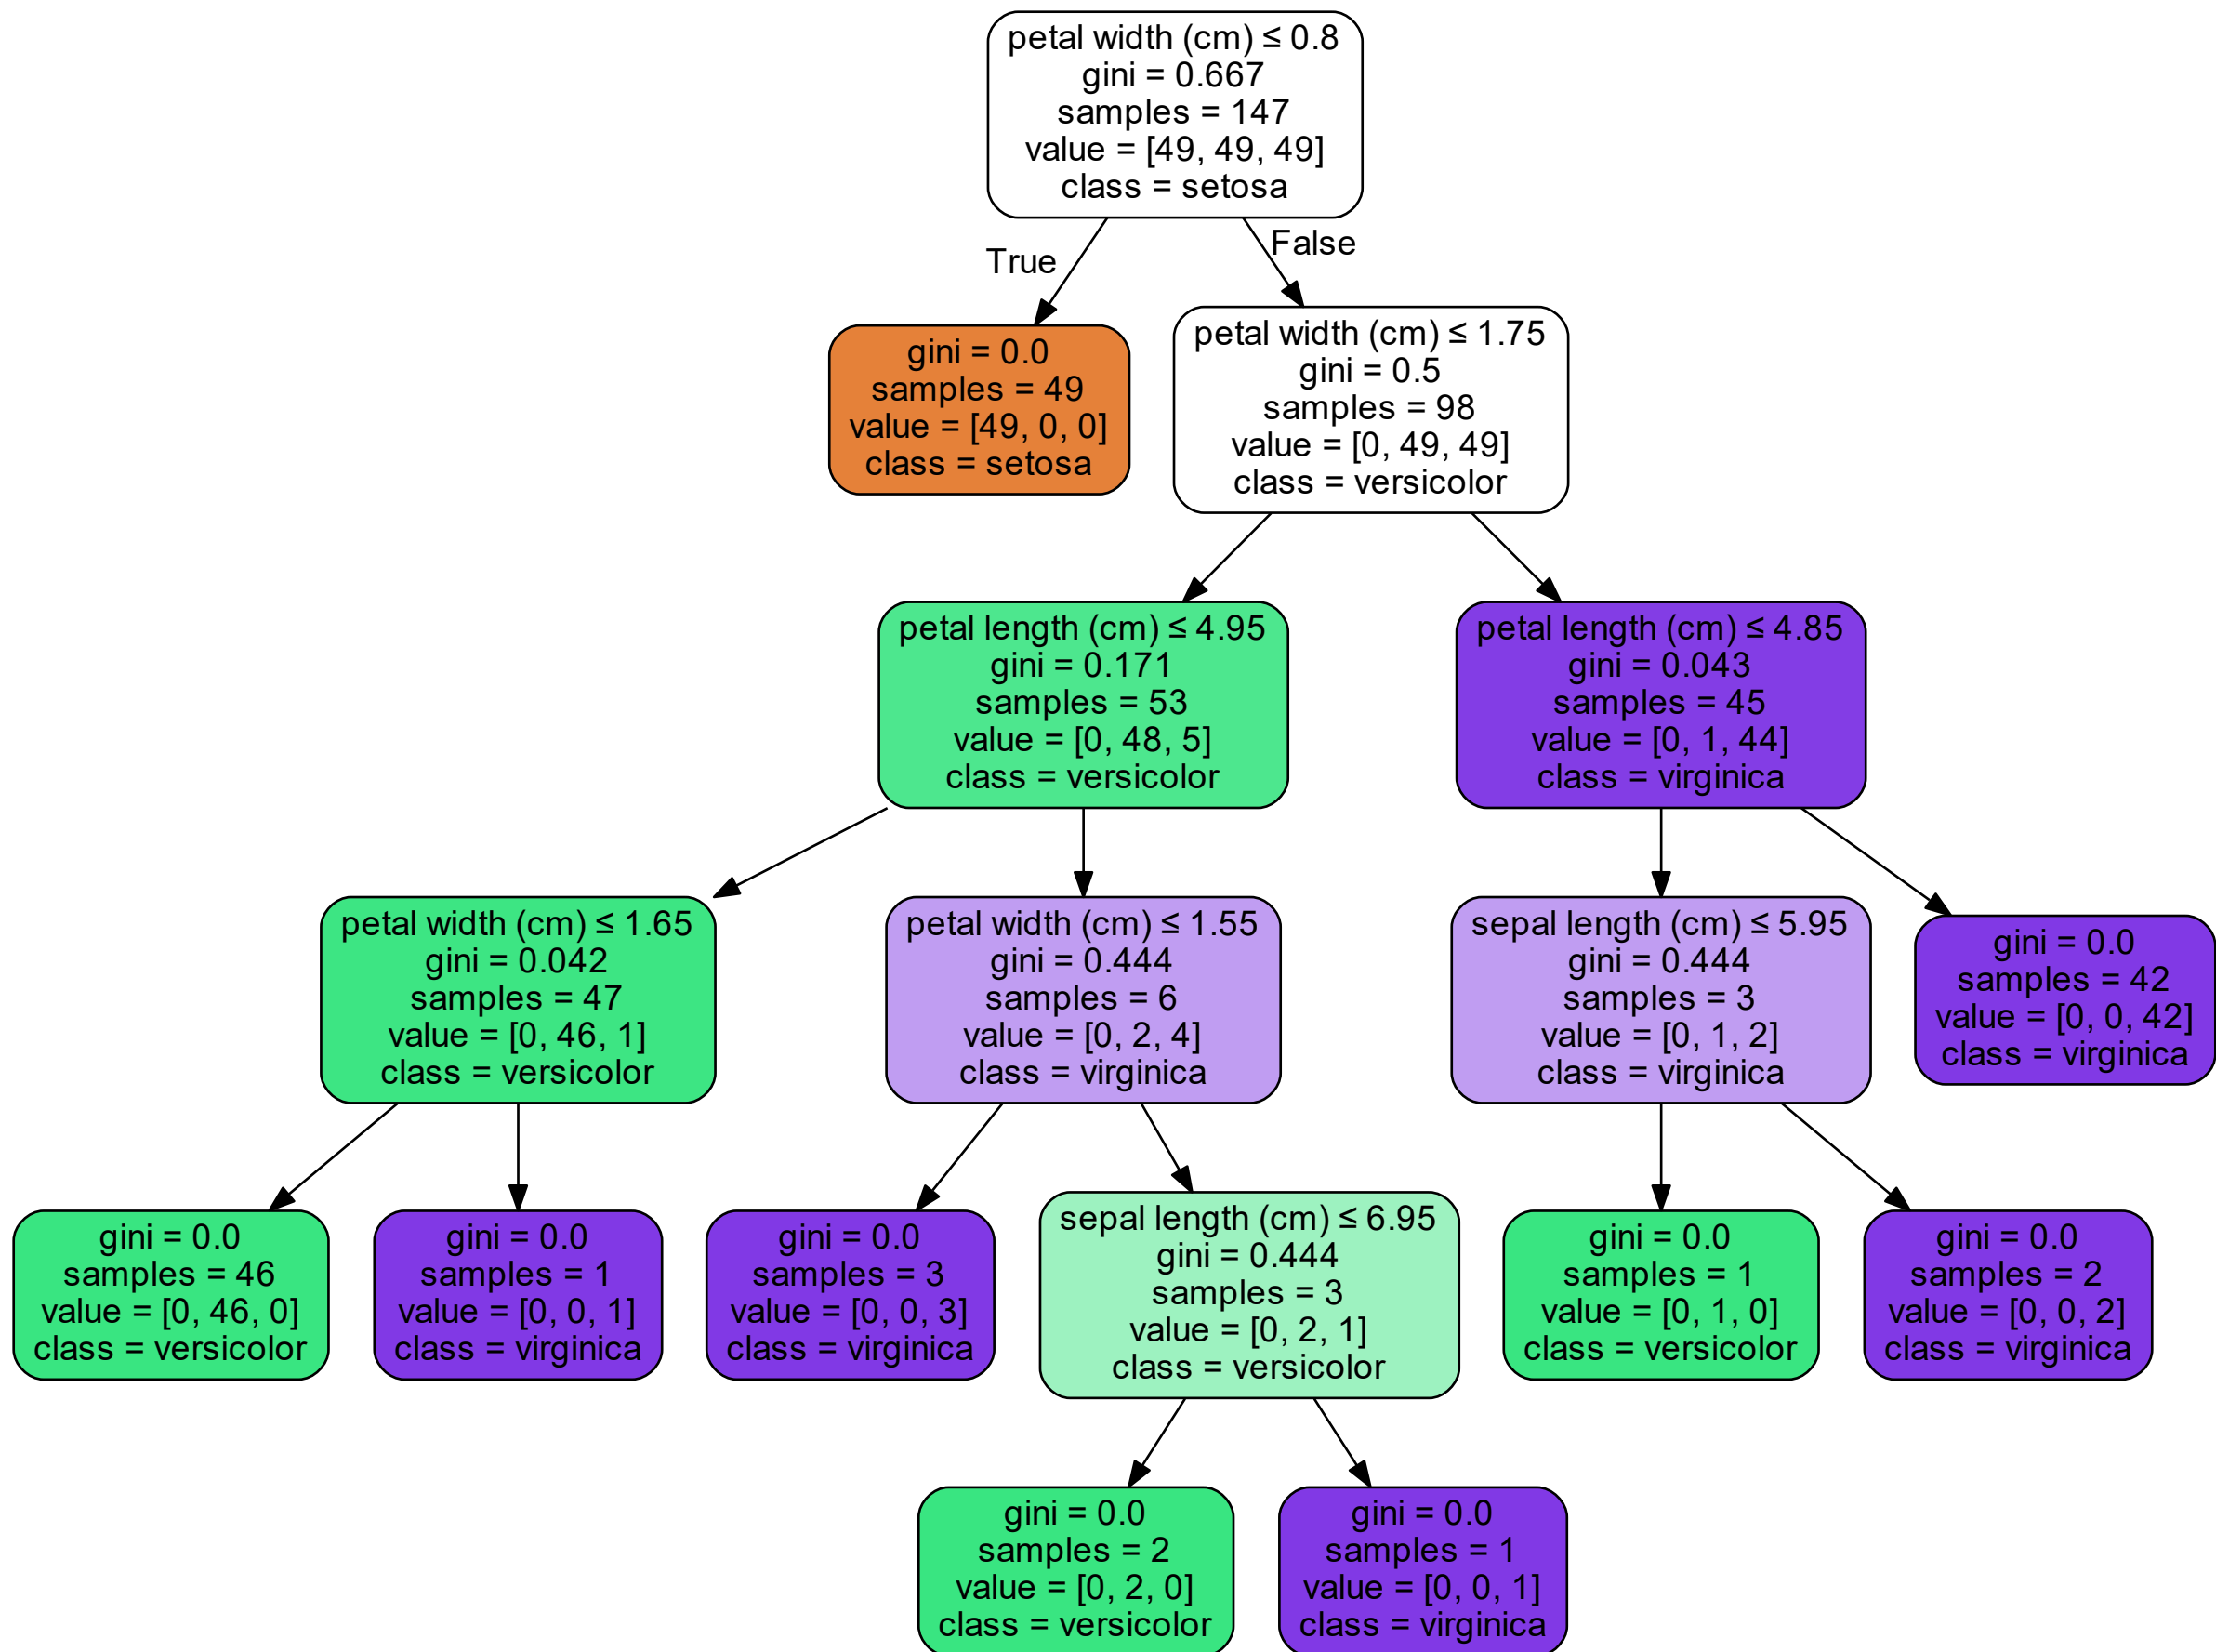 petal width (cm) ≤ 0.8
gini = 0.667
samples = 147
value = [49, 49, 49]
class = setosa
True
False
gini = 0.0
samples = 49
value = [49, 0, 0]
class = setosa
petal width (cm) ≤ 1.75
gini = 0.5
samples = 98
value = [0, 49, 49]
class = versicolor
petal length (cm) ≤ 4.95
gini = 0.171
samples = 53
value = [0, 48, 5]
class = versicolor
petal length (cm) ≤ 4.85
gini = 0.043
samples = 45
value = [0, 1, 44]
class = virginica
petal width (cm) ≤ 1.65
gini = 0.042
samples = 47
value = [0, 46, 1]
class = versicolor
petal width (cm) ≤ 1.55
gini = 0.444
samples = 6
value = [0, 2, 4]
class = virginica
sepal length (cm) ≤ 5.95
gini = 0.444
samples = 3
value = [0, 1, 2]
class = virginica
gini = 0.0
samples = 42
value = [0, 0, 42]
class = virginica
gini = 0.0
samples = 46
value = [0, 46, 0]
class = versicolor
gini = 0.0
samples = 1
value = [0, 0, 1]
class = virginica
gini = 0.0
samples = 3
value = [0, 0, 3]
class = virginica
sepal length (cm) ≤ 6.95
gini = 0.444
samples = 3
value = [0, 2, 1]
class = versicolor
gini = 0.0
samples = 1
value = [0, 1, 0]
class = versicolor
gini = 0.0
samples = 2
value = [0, 0, 2]
class = virginica
gini = 0.0
samples = 2
value = [0, 2, 0]
class = versicolor
gini = 0.0
samples = 1
value = [0, 0, 1]
class = virginica